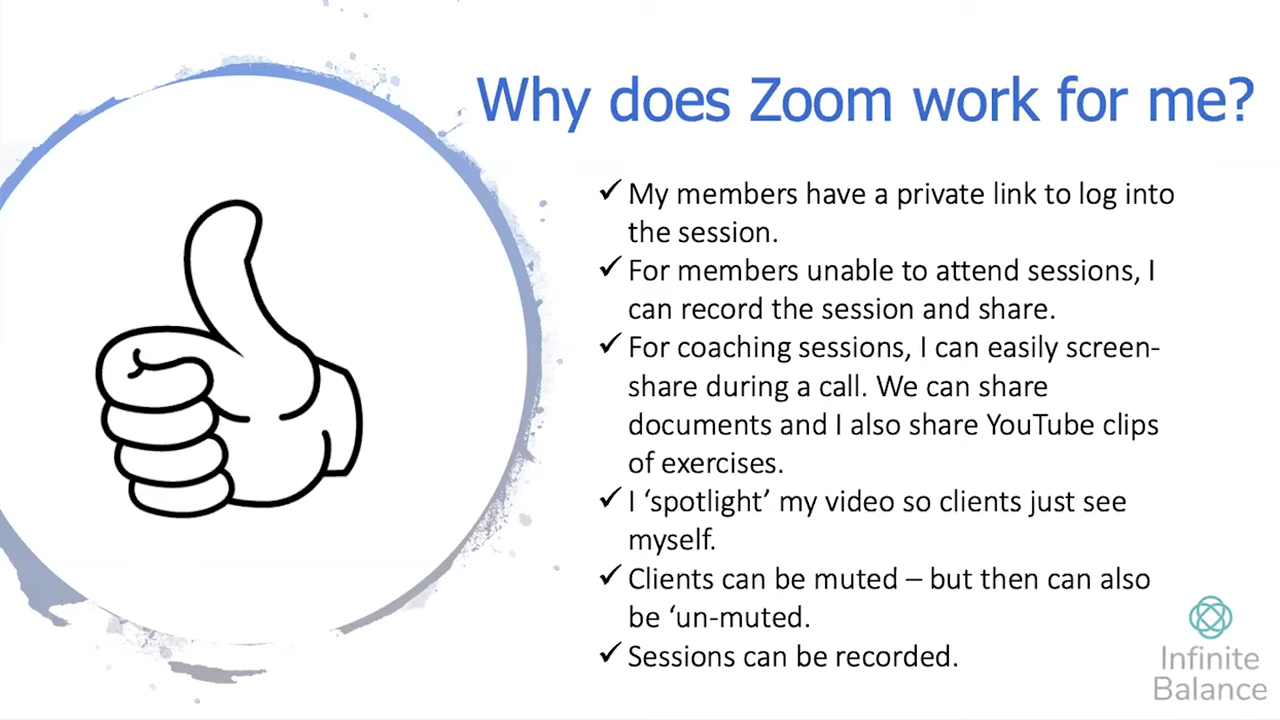 Why does Zoom work for me?
✓ My members have a private link to log into
the session.
✓ For members unable to attend sessions, I
can record the session and share.
✓ For coaching sessions, I can easily screen-
share during a call. We can share
documents and I also share YouTube clips
of exercises.
✓ I ‘spotlight’ my video so clients just see
myself.
✓ Clients can be muted – but then can also
be ‘un-muted.
✓ Sessions can be recorded.
Infinite
Balance